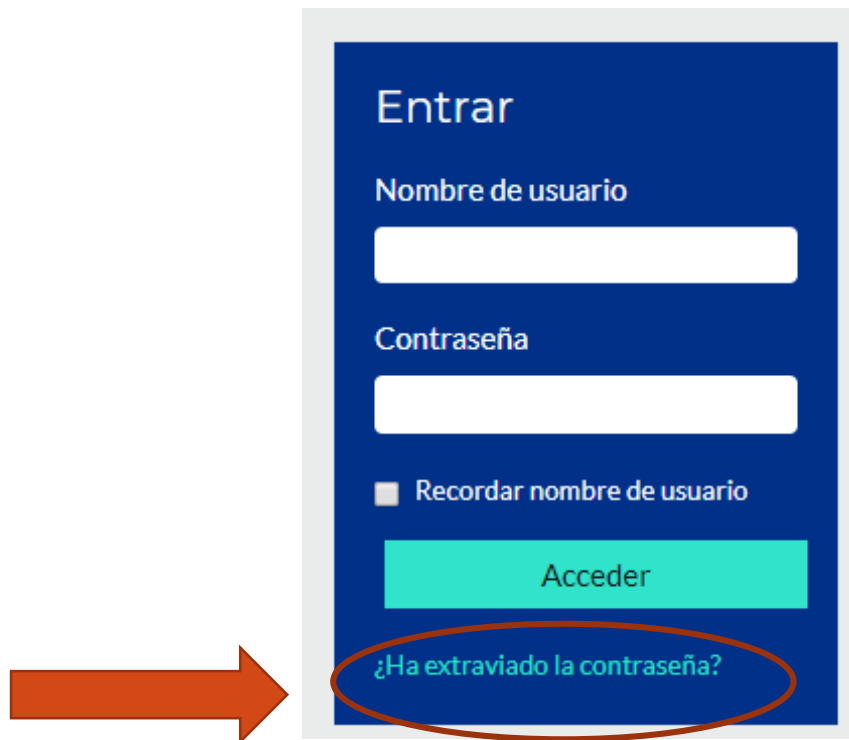 Entrar
Nombre de usuario
Contraseña
Recordar nombre de usuario
Acceder
¿Ha extraviado la contraseña?